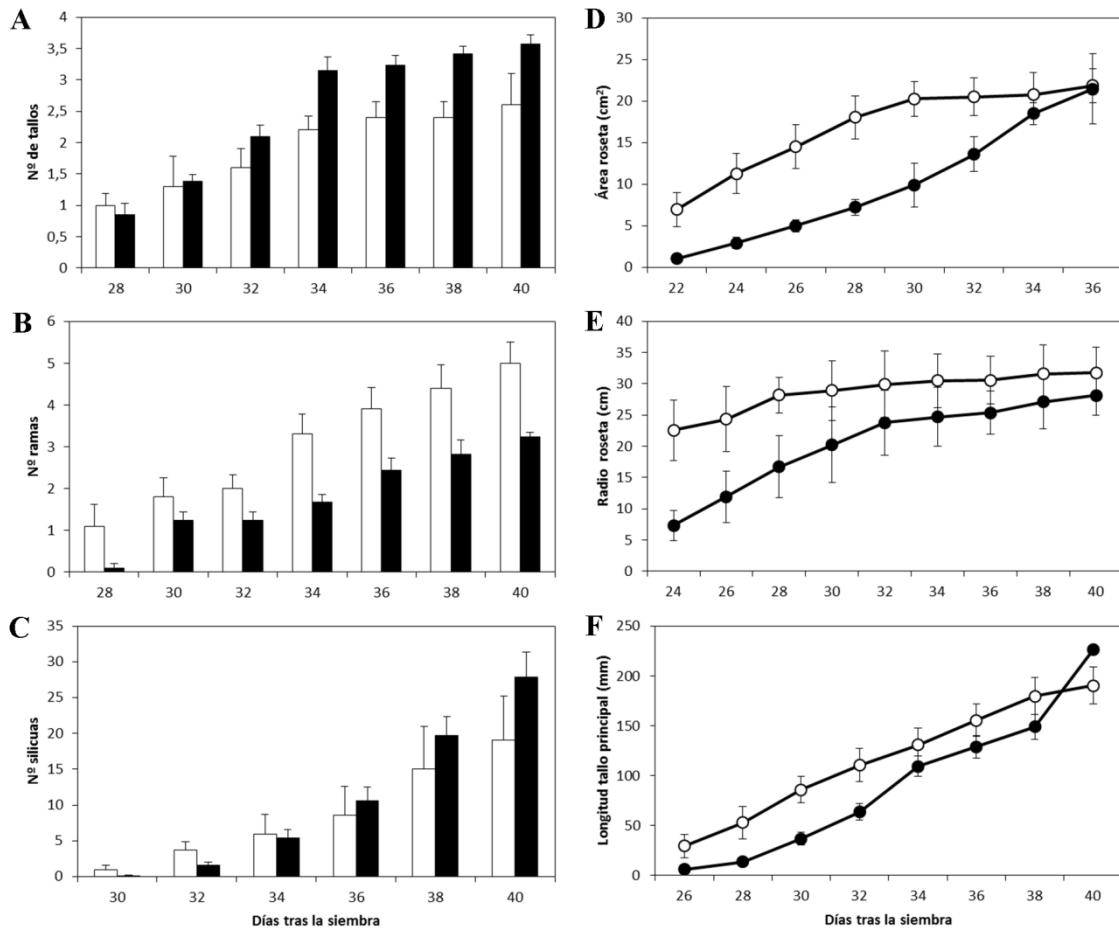 A
Nº de tallos
4
3,5
3
2,5
2
1,5
1
0,5
0
28 30 32 34 36 38 40
B
Nº ramas
6
5
4
3
2
1
0
28 30 32 34 36 38 40
C
Nº silicuas
35
30
25
20
15
10
5
0
30 32 34 36 38 40
Días tras la siembra
D
Área roseta (cm²)
30
25
20
15
10
5
0
22 24 26 28 30 32 34 36
E
Radio roseta (cm)
40
35
30
25
20
15
10
5
0
24 26 28 30 32 34 36 38 40
F
Longitud tallo principal (mm)
250
200
150
100
50
0
26 28 30 32 34 36 38 40
Días tras la siembra